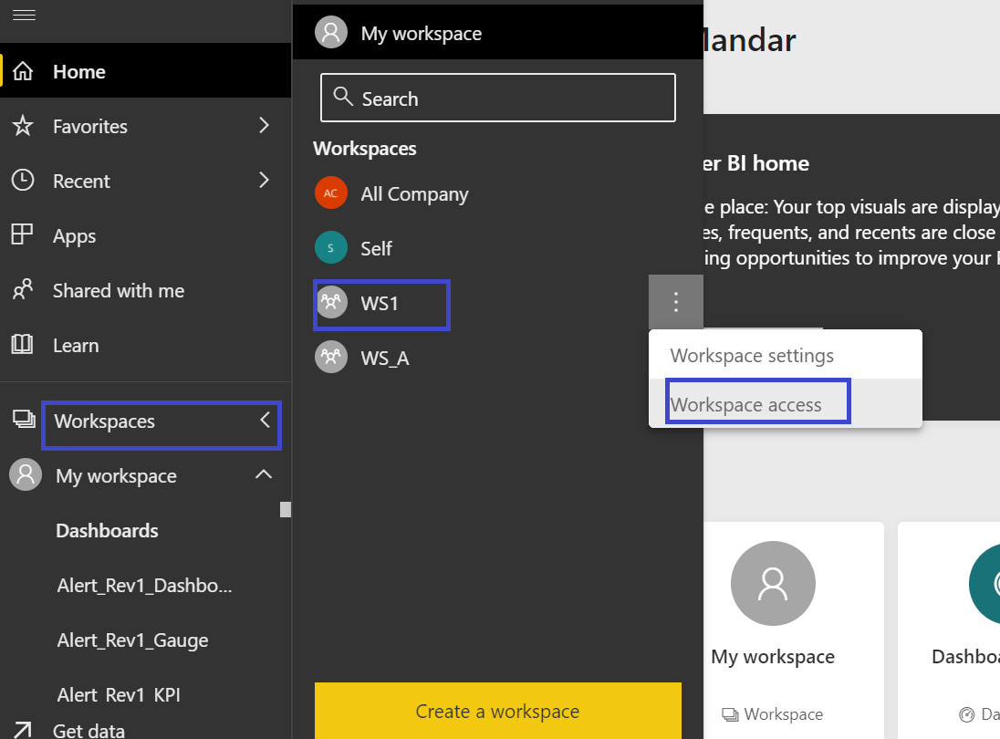 Home
Favorites
Recent
Apps
Shared with me
Learn
Workspaces
My workspace
Dashboards
Alert_Rev1_Dashbo...
Alert_Rev1_Gauge
Alert_Rev1_KPI
Get data
My workspace
Search
Workspaces
AC All Company
S Self
WS1
WS_A
Create a workspace
Workspace settings
Workspace access
Mandar
er BI home
e place: Your top visuals are display
es, frequents, and recents are close
ing opportunities to improve your
My workspace
Workspace
Dashboa
Da